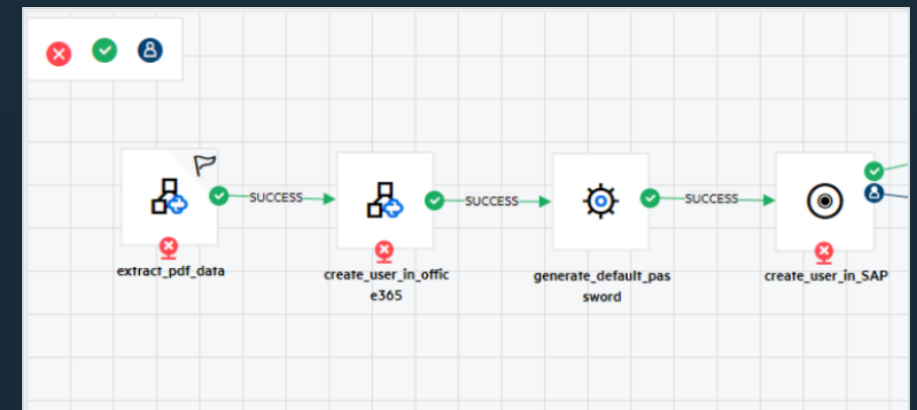 SUCCESS
SUCCESS
SUCCESS
extract_pdf_data
create_user_in_offic
e365
generate_default_pas
sword
create_user_in_SAP